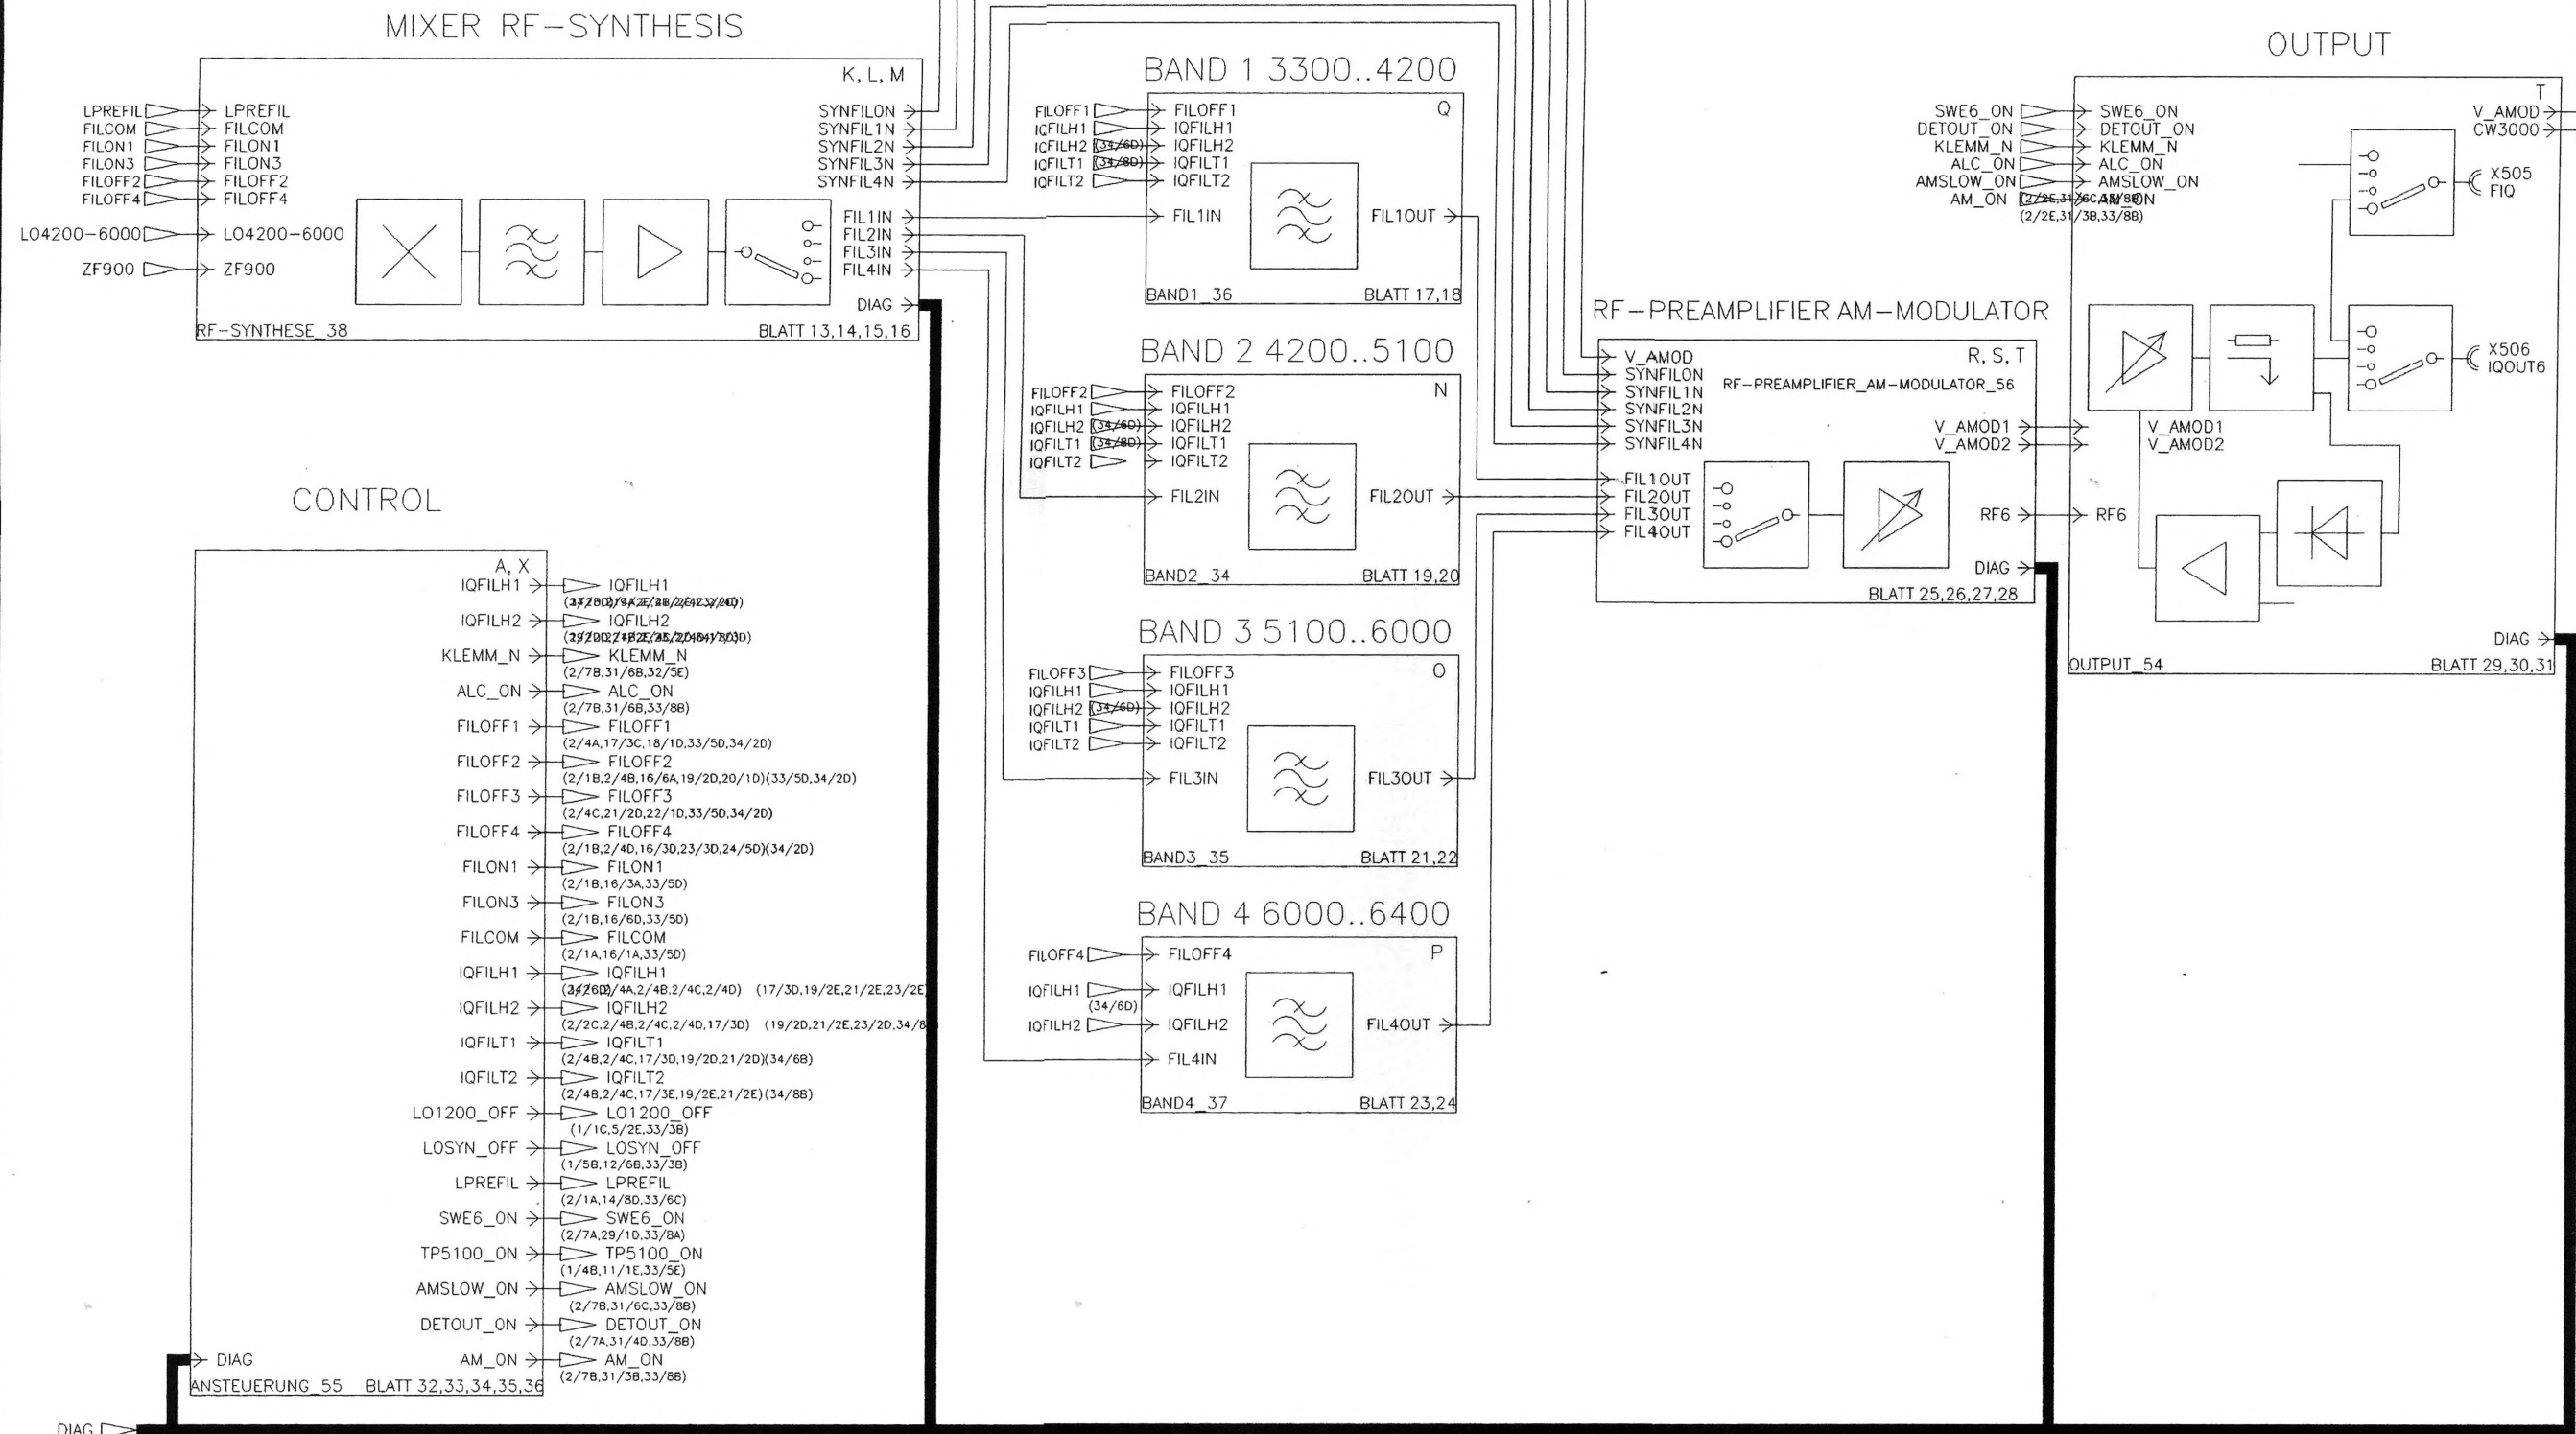 MIXER RF-SYNTHESIS
K, L, M
LPREFIL LPREFIL
FILCOM FILCOM
FILON1 FILON1
FILON3 FILON3
FILOFF2 FILOFF2
FILOFF4 FILOFF4
LO4200-6000 LO4200-6000
ZF900 ZF900
SYNFILON
SYNFIL1N
SYNFIL2N
SYNFIL3N
SYNFIL4N
FIL1IN
FIL2IN
FIL3IN
FIL4IN
DIAG
RF-SYNTHESE_38 BLATT 13,14,15,16
CONTROL
A, X
IQFILH1 IQFILH1
IQFILH2 IQFILH2
KLEMM_N KLEMM_N
(2/7B,31/6B,32/5E)
ALC_ON ALC_ON
(2/7B,31/6B,33/8B)
FILOFF1 FILOFF1
(2/4A,17/3C,18/1D,33/5D,34/2D)
FILOFF2 FILOFF2
(2/1B,2/4B,16/6A,19/2D,20/1D)(33/5D,34/2D)
FILOFF3 FILOFF3
(2/4C,21/2D,22/1D,33/5D,34/2D)
FILOFF4 FILOFF4
(2/1B,2/4D,16/3D,23/3D,24/5D)(34/2D)
FILON1 FILON1
(2/1B,16/3A,33/5D)
FILON3 FILON3
(2/1B,16/6D,33/5D)
FILCOM FILCOM
(2/1A,16/1A,33/5D)
IQFILH1 IQFILH1
2/4A,2/4B,2/4C,2/4D) (17/3D,19/2E,21/2E,23/2E
IQFILH2 IQFILH2
(2/2C,2/4B,2/4C,2/4D,17/3D) (19/2D,21/2E,23/2D,34/8
IQFILT1 IQFILT1
(2/4B,2/4C,17/3D,19/2D,21/2D)(34/6B)
IQFILT2 IQFILT2
(2/4B,2/4C,17/3E,19/2E,21/2E)(34/8B)
LO1200_OFF LO1200_OFF
(1/1C,5/2E,33/3B)
LOSYN_OFF LOSYN_OFF
(1/5B,12/6B,33/3B)
LPREFIL LPREFIL
(2/1A,14/8D,33/6C)
SWE6_ON SWE6_ON
(2/7A,29/1D,33/8A)
TP5100_ON TP5100_ON
(1/4B,11/1E,33/5E)
AMSLOW_ON AMSLOW_ON
(2/7B,31/6C,33/8B)
DETOUT_ON DETOUT_ON
(2/7A,31/4D,33/8B)
DIAG AM_ON AM_ON
(2/7B,31/3B,33/8B)
ANSTEUERUNG_55 BLATT 32,33,34,35,36
DIAG
BAND 1 3300..4200
Q
FILOFF1 FILOFF1
IQFILH1 IQFILH1
IQFILH2 (34/6D) IQFILH2
IQFILT1 (34/8D) IQFILT1
IQFILT2 IQFILT2
FIL1IN FIL1OUT
BAND1_36 BLATT 17,18
BAND 2 4200..5100
N
FILOFF2 FILOFF2
IQFILH1 IQFILH1
IQFILH2 (34/6D) IQFILH2
IQFILT1 (34/8D) IQFILT1
IQFILT2 IQFILT2
FIL2IN FIL2OUT
BAND2_34 BLATT 19,20
BAND 3 5100..6000
O
FILOFF3 FILOFF3
IQFILH1 IQFILH1
IQFILH2 (34/6D) IQFILH2
IQFILT1 IQFILT1
IQFILT2 IQFILT2
FIL3IN FIL3OUT
BAND3_35 BLATT 21,22
BAND 4 6000..6400
P
FILOFF4 FILOFF4
IQFILH1 IQFILH1
(34/6D)
IQFILH2 IQFILH2
FIL4OUT
FIL4IN
BAND4_37 BLATT 23,24
RF-PREAMPLIFIER AM-MODULATOR
R, S, T
V_AMOD
RF-PREAMPLIFIER_AM-MODULATOR_56
SYNFILON
SYNFIL1N
SYNFIL2N
SYNFIL3N
SYNFIL4N
V_AMOD1
V_AMOD2
FIL1OUT
FIL2OUT
FIL3OUT
FIL4OUT
RF6
DIAG
BLATT 25,26,27,28
OUTPUT
T
SWE6_ON SWE6_ON
DETOUT_ON DETOUT_ON
KLEMM_N KLEMM_N
ALC_ON ALC_ON
AMSLOW_ON AMSLOW_ON
AM_ON
(2/2E,31/3B,33/8B)
V_AMOD
CW3000
X505
FIQ
X506
IQOUT6
V_AMOD1
V_AMOD2
RF6
DIAG
OUTPUT_54 BLATT 29,30,31